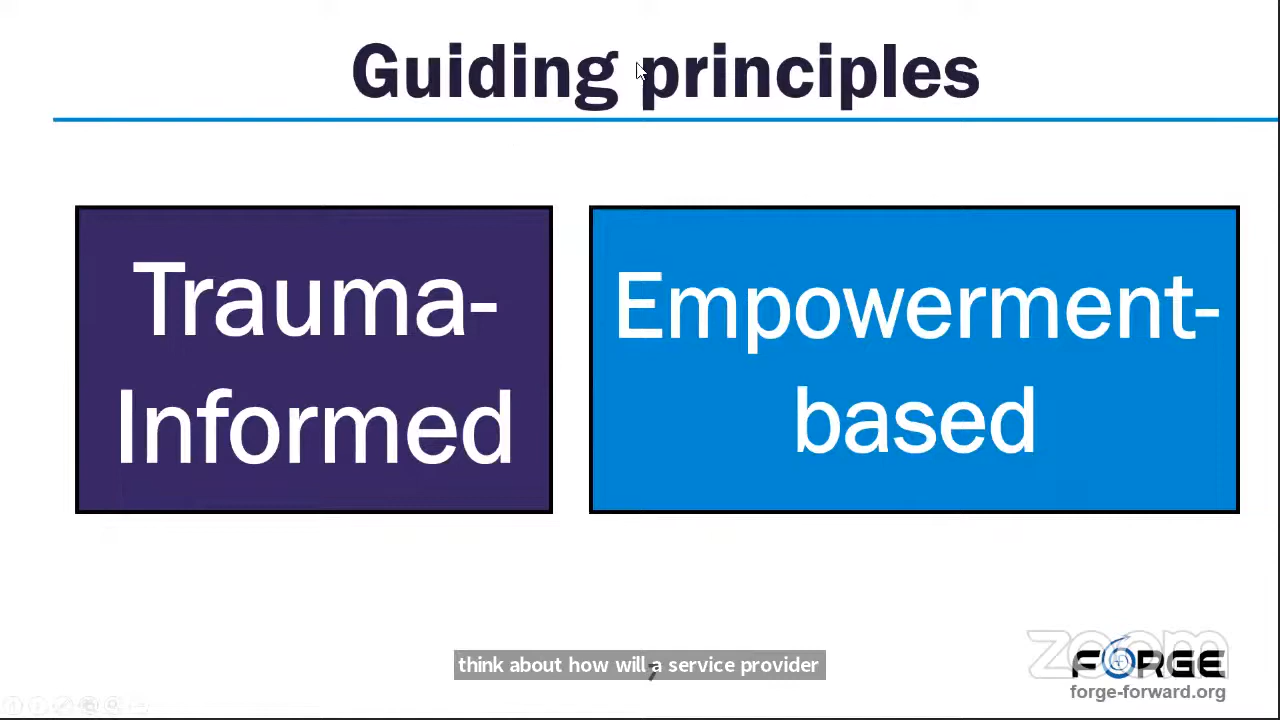 Guiding principles
Trauma-
Informed
Empowerment-
based
think about how will a service provider
zoom
FORGE
forge-forward.org